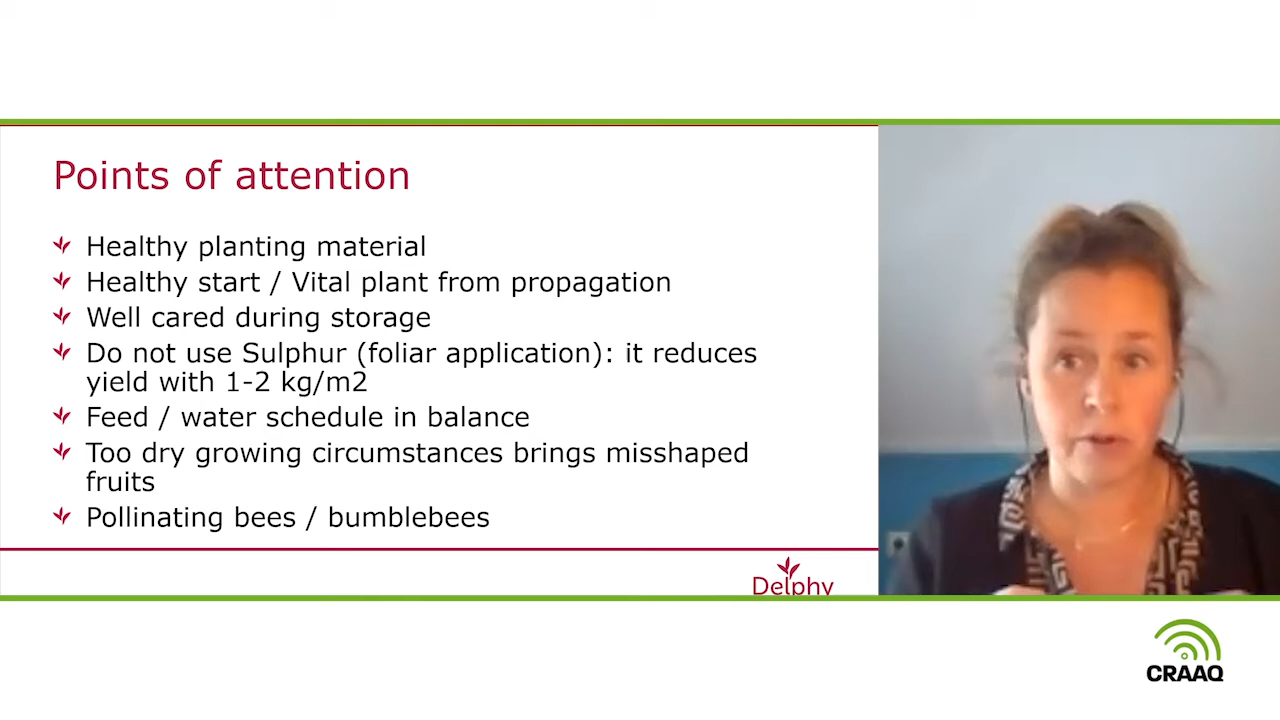 Points of attention
Healthy planting material
Healthy start / Vital plant from propagation
Well cared during storage
Do not use Sulphur (foliar application): it reduces
yield with 1-2 kg/m2
Feed / water schedule in balance
Too dry growing circumstances brings misshaped
fruits
Pollinating bees / bumblebees
Delphy
CRAAQ